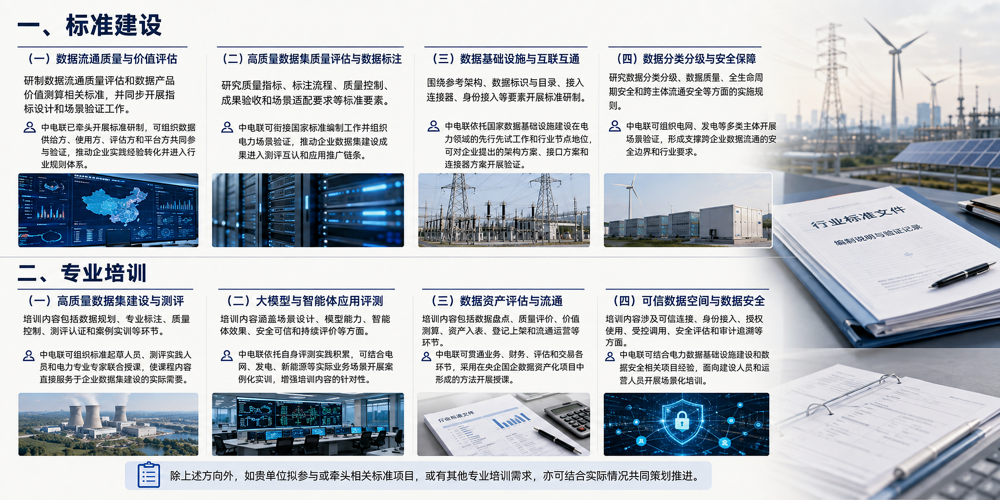 一、标准建设
（一）数据流通质量与价值评估
研制数据流通质量评估和数据产品
价值测算相关标准，并同步开展指
标设计和场景验证工作。
中电联已牵头开展标准研制，可组织数据
供给方、使用方、评估方和平台方共同参
与验证，推动企业实践经验转化并进入行
业规则体系。
（二）高质量数据集质量评估与数据标注
研究质量指标、标注流程、质量控制、
成果验收和场景适配要求等标准要素。
中电联可衔接国家标准编制工作并组织
电力场景验证，推动企业数据集建设成
果进入测评互认和应用推广链条。
（三）数据基础设施与互联互通
围绕参考架构、数据标识与目录、接入
连接器、身份接入等要素开展标准研制。
中电联依托国家数据基础设施建设在电
力领域的先行先试工作和行业节点地位，
可对企业提出的架构方案、接口方案和
连接器方案开展验证。
（四）数据分类分级与安全保障
研究数据分类分级、数据质量、全生命周
期安全和跨主体流通安全等方面的实施规
则。
中电联可组织电网、发电等多类主体开展
场景验证，形成支撑跨企业数据流通的安
全边界和行业要求。
行业标准文件
编制说明与验证记录
二、专业培训
（一）高质量数据集建设与测评
培训内容包括数据规划、专业标注、质量
控制、测评认证和案例实训等环节。
中电联可组织标准起草人员、测评实践人
员和电力专业专家联合授课，使课程内容
直接服务于企业数据集建设的实际需要。
（二）大模型与智能体应用评测
培训内容涵盖场景设计、模型能力、智能
体效果、安全可信和持续评价等方面。
中电联依托自身评测实践积累，可结合电
网、发电、新能源等实际业务场景开展案
例化实训，增强培训内容的针对性。
（三）数据资产评估与流通
培训内容包括数据盘点、质量评价、价值
测算、资产入表、登记上架和流通运营等
环节。
中电联可贯通业务、财务、评估和交易各
环节，采用在央企国企数据资产化项目中
形成的方法开展授课。
行业标准文件
（四）可信数据空间与数据安全
培训内容涉及可信连接、身份接入、授权
使用、受控调用、安全评估和审计追溯等
方面。
中电联可结合电力数据基础设施建设和数
据安全相关项目经验，面向建设人员和运
营人员开展场景化培训。
除上述方向外，如贵单位拟参与或牵头相关标准项目，或有其他专业培训需求，亦可结合实际情况共同策划推进。